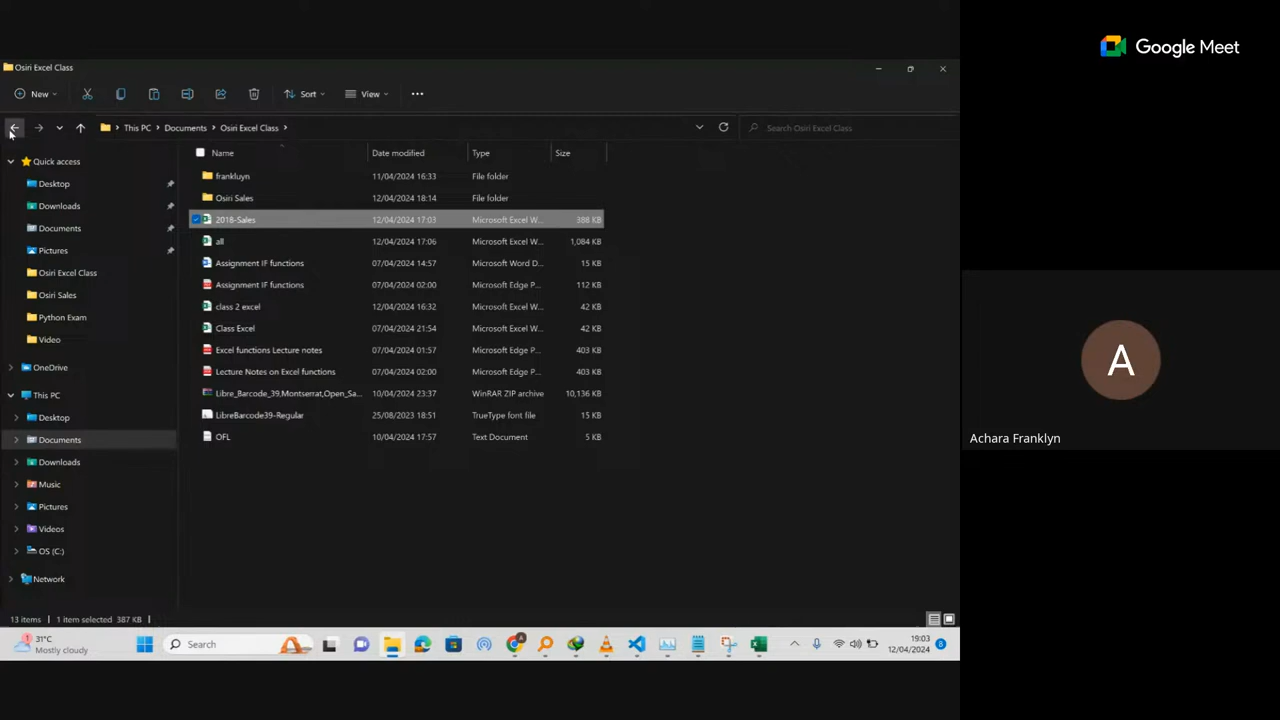 Google Meet
Osiri Excel Class
New
Sort
View
This PC
Documents
Osiri Excel Class
Search Osiri Excel Class
Quick access
Desktop
Downloads
Documents
Pictures
Osiri Excel Class
Osiri Sales
Python Exam
Video
OneDrive
This PC
Desktop
Documents
Downloads
Music
Pictures
Videos
OS (C:)
Network
Name Date modified Type Size
frankluyn 11/04/2024 16:33 File folder
Osiri Sales 12/04/2024 18:14 File folder
2018-Sales 12/04/2024 17:03 Microsoft Excel W... 388 KB
all 12/04/2024 17:06 Microsoft Excel W... 1,084 KB
Assignment IF functions 07/04/2024 14:57 Microsoft Word D... 15 KB
Assignment IF functions 07/04/2024 02:00 Microsoft Edge P... 112 KB
class 2 excel 12/04/2024 16:32 Microsoft Excel W... 42 KB
Class Excel 07/04/2024 21:54 Microsoft Excel W... 42 KB
Excel functions Lecture notes 07/04/2024 01:57 Microsoft Edge P... 403 KB
Lecture Notes on Excel functions 07/04/2024 02:00 Microsoft Edge P... 403 KB
Libre_Barcode_39,Montserrat,Open_Sa... 10/04/2024 23:37 WinRAR ZIP archive 10,136 KB
LibreBarcode39-Regular 25/08/2023 18:51 TrueType font file 15 KB
OFL 10/04/2024 17:57 Text Document 5 KB
13 items 1 item selected 387 KB
1
31°C
Mostly cloudy
Search
19:03
12/04/2024
8
A
Achara Franklyn